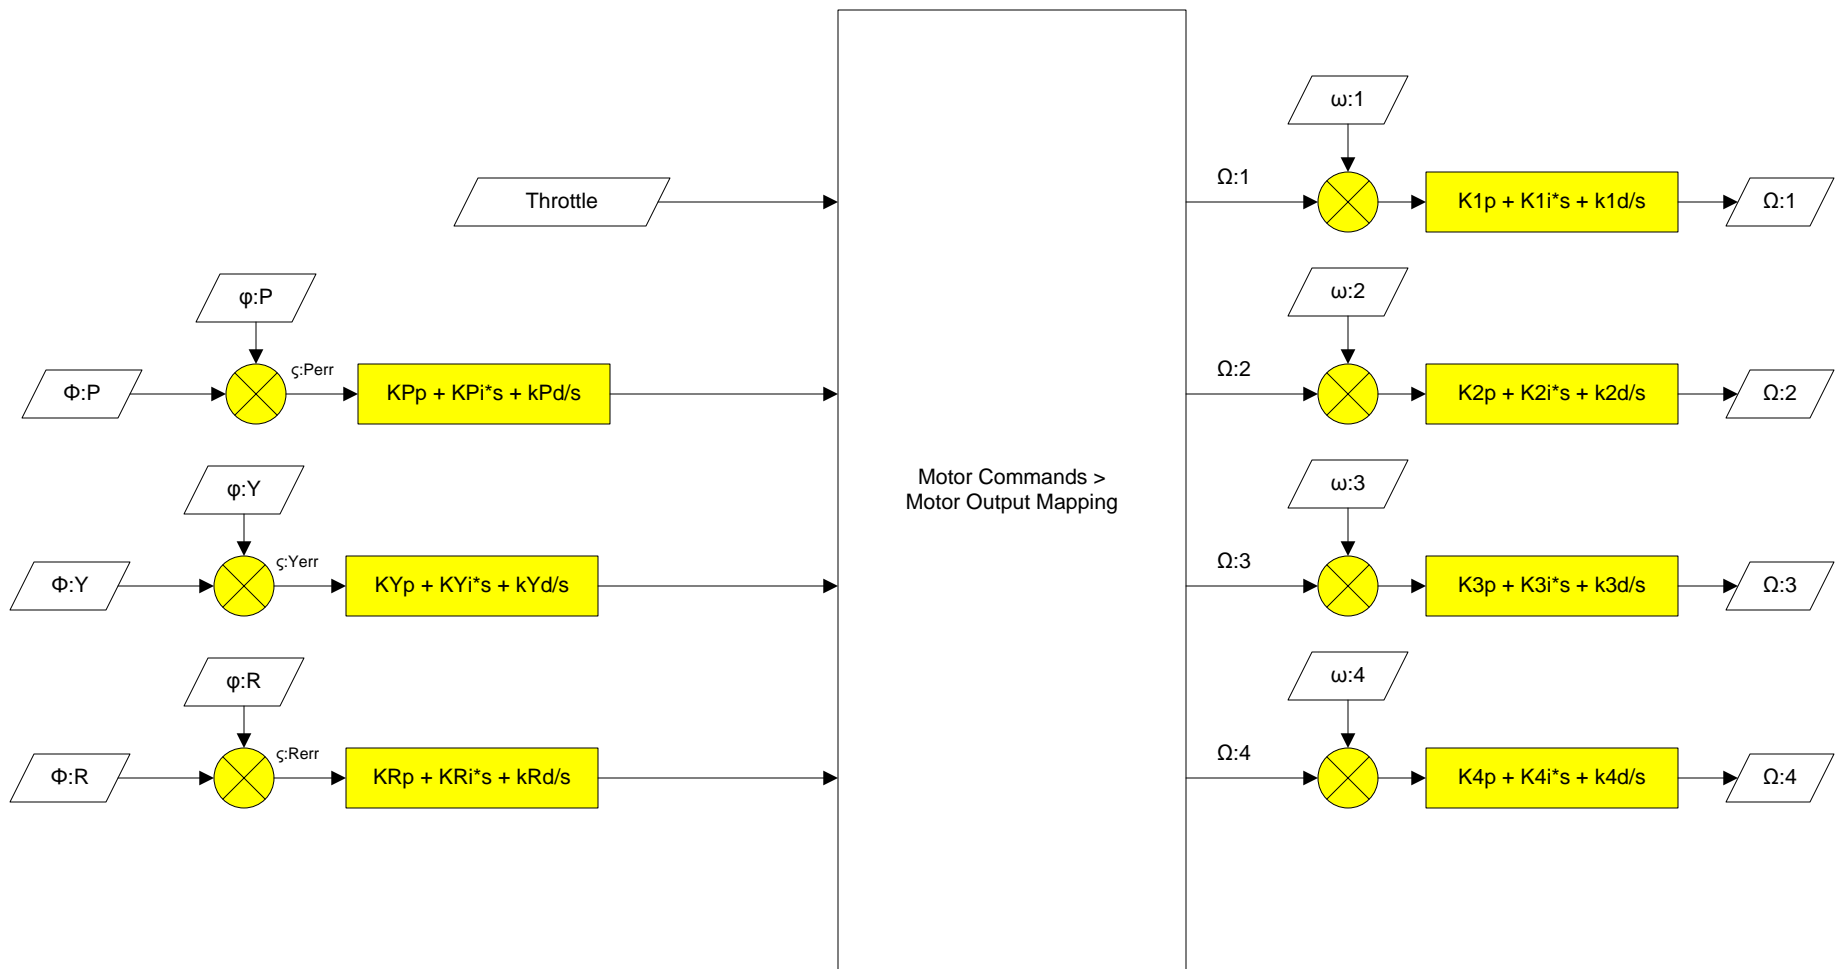 ω:1
Throttle
Ω:1
K1p + K1i*s + k1d/s
Ω:1
φ:P
ω:2
Φ:P
ς:Perr
KPp + KPi*s + kPd/s
Ω:2
K2p + K2i*s + k2d/s
Ω:2
Motor Commands >
Motor Output Mapping
φ:Y
ω:3
Φ:Y
ς:Yerr
KYp + KYi*s + kYd/s
Ω:3
K3p + K3i*s + k3d/s
Ω:3
φ:R
ω:4
Φ:R
ς:Rerr
KRp + KRi*s + kRd/s
Ω:4
K4p + K4i*s + k4d/s
Ω:4